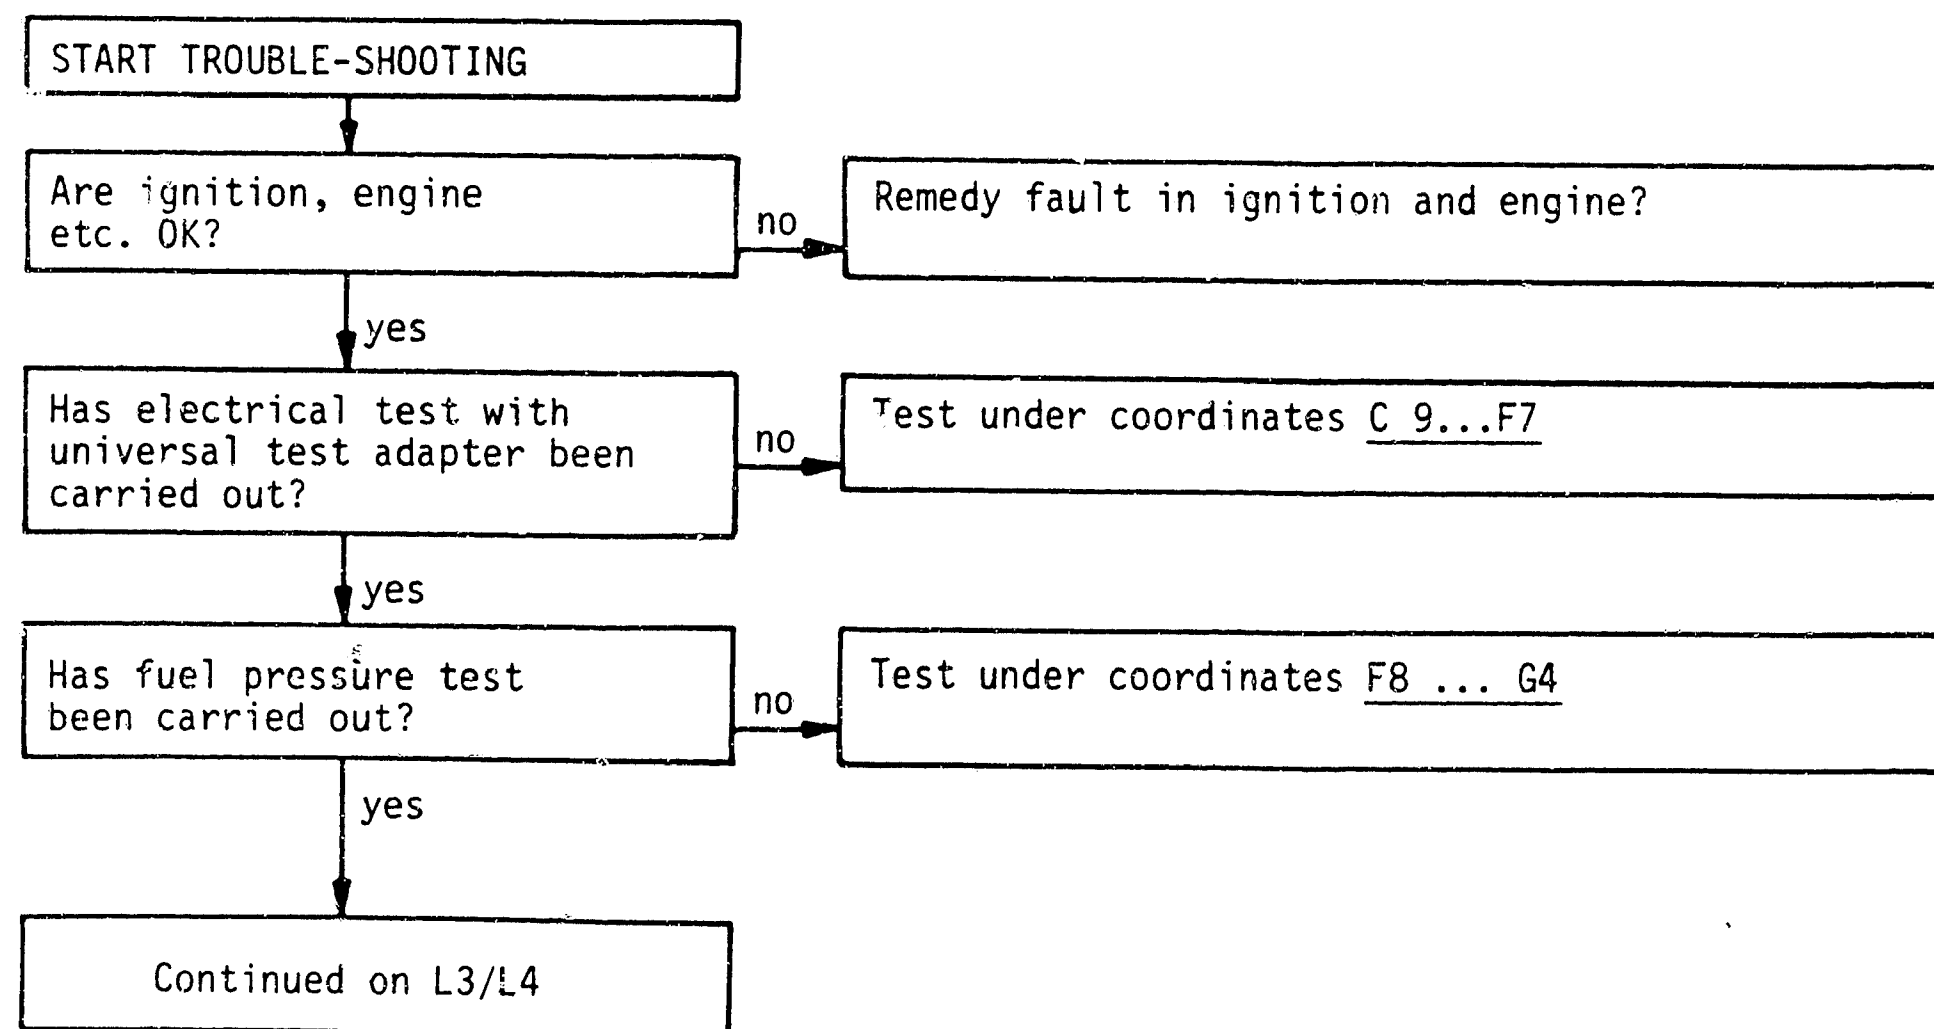 START TROUBLE-SHOOTING
Are ignition, engine
etc. OK?
no
Remedy fault in ignition and engine?
yes
Has electrical test with
universal test adapter been
carried out?
no
Test under coordinates C 9...F7
yes
Has fuel pressure test
been carried out?
no
Test under coordinates F8 ... G4
yes
Continued on L3/L4